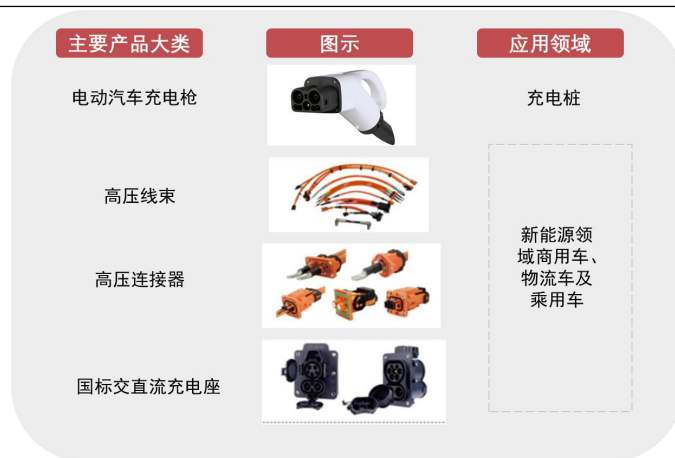 主要产品大类
图示
应用领域
电动汽车充电枪
充电桩
高压线束
高压连接器
新能源领
域商用车、
物流车及
乘用车
国标交直流充电座